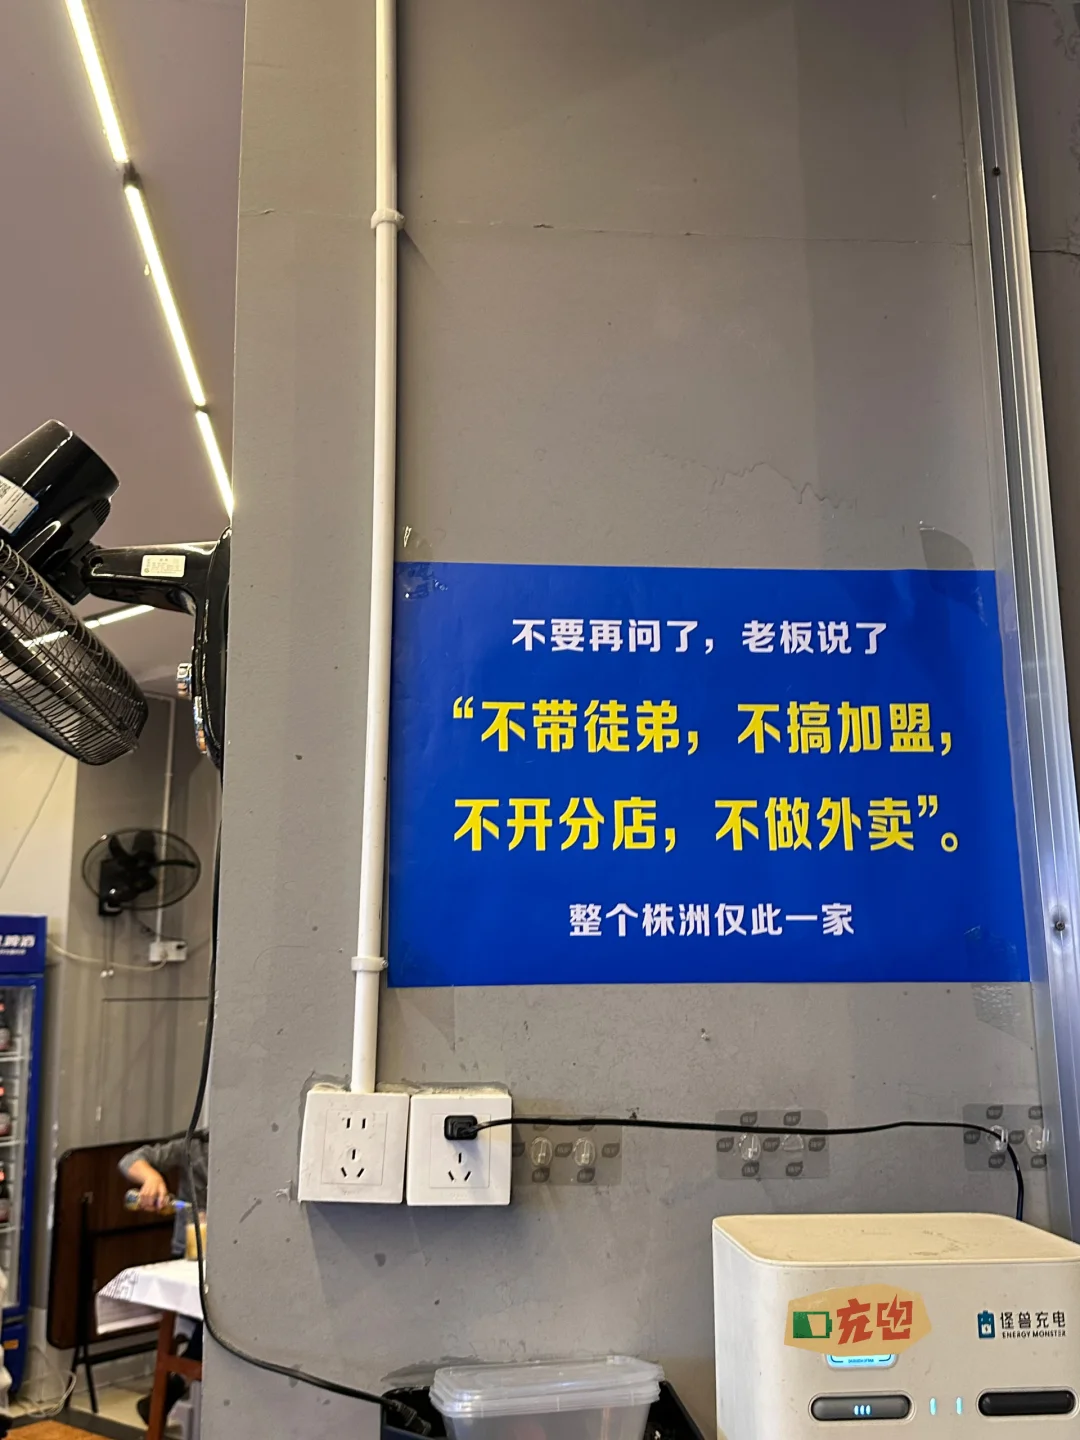 不要再问了，老板说了
“不带徒弟，不搞加盟，
不开分店，不做外卖”。
整个株洲仅此一家
啤酒
充电
怪兽充电
ENERGY MONSTER